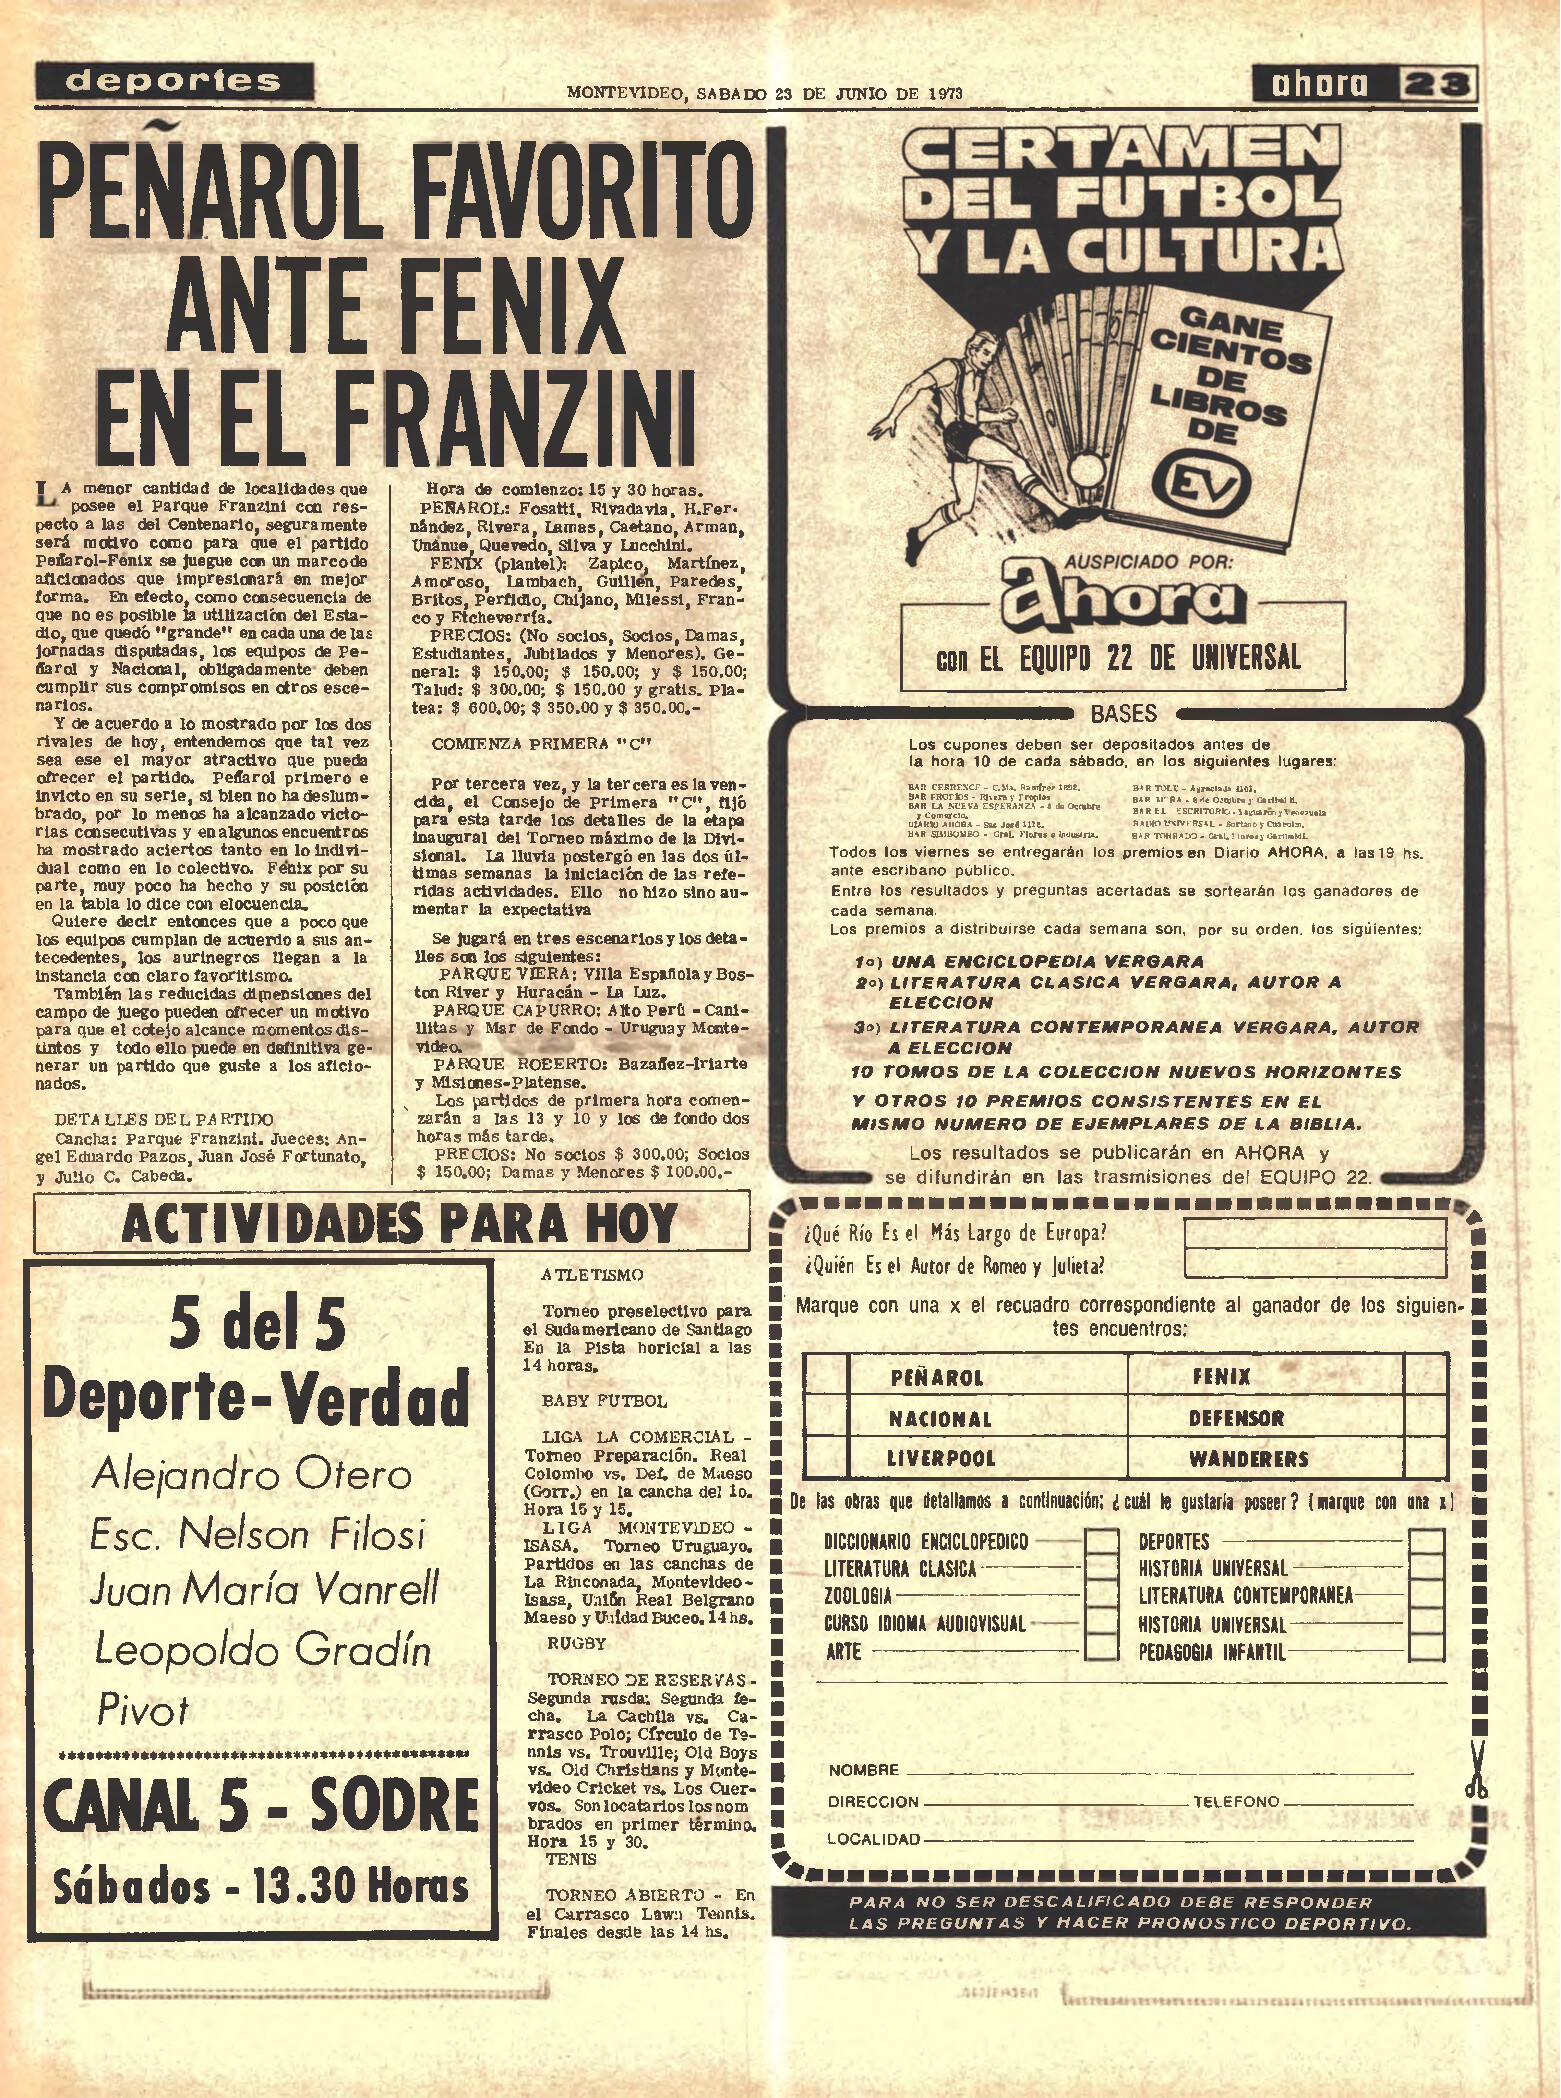 deportes
MONTEVIDEO, SABADO 23 DE JUNIO DE 1973
ahora 23
PEÑAROL FAVORITO
ANTE FENIX
EN EL FRANZINI
LA menor cantidad de localidades que
posee el Parque Franzini con res-
pecto a las del Centenario, seguramente
será motivo como para que el partido
Peñarol-Fénix se juegue con un marco de
aficionados que impresionará en mejor
forma. En efecto, como consecuencia de
que no es posible la utilización del Esta-
dio, que quedó "grande" en cada una de las
jornadas disputadas, los equipos de Pe-
ñarol y Nacional, obligadamente deben
cumplir sus compromisos en otros esce-
narios.
Y de acuerdo a lo mostrado por los dos
rivales de hoy, entendemos que tal vez
sea ese el mayor atractivo que pueda
ofrecer el partido. Peñarol primero e
invicto en su serie, si bien no ha deslum-
brado, por lo menos ha alcanzado victo-
rias consecutivas y en algunos encuentros
ha mostrado aciertos tanto en lo indivi-
dual como en lo colectivo. Fénix por su
parte, muy poco ha hecho y su posición
en la tabla lo dice con elocuencia.
Quiere decir entonces que a poco que
los equipos cumplan de acuerdo a sus an-
tecedentes, los aurinegros llegan a la
instancia con claro favoritismo.
También las reducidas dimensiones del
campo de juego pueden ofrecer un motivo
para que el cotejo alcance momentos dis-
tintos y todo ello puede en definitiva ge-
nerar un partido que guste a los aficio-
nados.
DETALLES DEL PARTIDO
Cancha: Parque Franzini. Jueces: An-
gel Eduardo Pazos, Juan José Fortunato,
y Julio C. Cabeda.
Hora de comienzo: 15 y 30 horas.
PEÑAROL: Fosatti, Rivadavia, H.Fer-
nández, Rivera, Lamas, Caetano, Arman,
Unánue, Quevedo, Silva y Lucchini.
FENIX (plantel): Zapico, Martínez,
Amoroso, Lambach, Guillén, Paredes,
Britos, Perfidio, Chijano, Milessi, Fran-
co y Etcheverría.
PRECIOS: (No socios, Socios, Damas,
Estudiantes, Jubilados y Menores). Ge-
neral: $ 150.00; $ 150.00; y $ 150.00;
Talud: $ 300.00; $ 150.00 y gratis. Pla-
tea: $ 600.00; $ 350.00 y $ 350.00.-
COMIENZA PRIMERA "C"
Por tercera vez, y la tercera es la ven-
cida, el Consejo de Primera "C", fijó
para esta tarde los detalles de la etapa
inaugural del Torneo máximo de la Divi-
sional. La lluvia postergó en las dos úl-
timas semanas la iniciación de las refe-
ridas actividades. Ello no hizo sino au-
mentar la expectativa
Se jugará en tres escenarios y los deta-
lles son los siguientes:
PARQUE VIERA: Villa Española y Bos-
ton River y Huracán - La Luz.
PARQUE CAPURRO: Alto Perú - Cani-
llitas y Mar de Fondo - Uruguay Monte-
video.
PARQUE ROBERTO: Bazañez-Iriarte
y Misiones-Platense.
Los partidos de primera hora comen-
zarán a las 13 y 10 y los de fondo dos
horas más tarde.
PRECIOS: No socios $ 300.00; Socios
$ 150.00; Damas y Menores $ 100.00.-
ACTIVIDADES PARA HOY
5 del 5
Deporte-Verdad
Alejandro Otero
Esc. Nelson Filosi
Juan María Vanrell
Leopoldo Gradín
Pivot
CANAL 5 - SODRE
Sábados - 13.30 Horas
ATLETISMO
Torneo preselectivo para
el Sudamericano de Santiago
En la Pista horicial a las
14 horas.
BABY FUTBOL
LIGA LA COMERCIAL -
Torneo Preparación. Real
Colombo vs. Def. de Maeso
(Gorr.) en la cancha del 1o.
Hora 15 y 15.
LIGA MONTEVIDEO -
ISASA. Torneo Uruguayo.
Partidos en las canchas de
La Rinconada, Montevideo-
Isasa, Unión Real Belgrano
Maeso y Unidad Buceo. 14 hs.
RUGBY
TORNEO DE RESERVAS -
Segunda rusda: Segunda fe-
cha. La Cachila vs. Ca-
rrasco Polo; Círculo de Te-
nnis vs. Trouville; Old Boys
vs. Old Christians y Monte-
video Cricket vs. Los Cuer-
vos. Son locatarios los nom
brados en primer término.
Hora 15 y 30.
TENIS
TORNEO ABIERTO - En
el Carrasco Lawn Tennis.
Finales desde las 14 hs.
CERTAMEN
DEL FUTBOL
Y LA CULTURA
GANE
CIENTOS
DE
LIBROS
DE
EV
AUSPICIADO POR:
ahora
con EL EQUIPO 22 DE UNIVERSAL
BASES
Los cupones deben ser depositados antes de
la hora 10 de cada sábado, en los siguientes lugares:
BAR LA NUEVA ESPERANZA - 8 de Octubre
y Comercio.
DIARIO AHORA - San José 1176.
BAR SIMBOMBO - Gral. Flores e Industria.
BAR EL ESCRITORIO - Yaguarón y Venezuela
BAR TORRADO - Gral. Flores y Garibaldi.
Todos los viernes se entregarán los premios en Diario AHORA, a las 19 hs.
ante escribano público.
Entre los resultados y preguntas acertadas se sortearán los ganadores de
cada semana.
Los premios a distribuirse cada semana son, por su orden, los siguientes:
1º) UNA ENCICLOPEDIA VERGARA
2º) LITERATURA CLASICA VERGARA, AUTOR A
ELECCION
3º) LITERATURA CONTEMPORANEA VERGARA, AUTOR
A ELECCION
10 TOMOS DE LA COLECCION NUEVOS HORIZONTES
Y OTROS 10 PREMIOS CONSISTENTES EN EL
MISMO NUMERO DE EJEMPLARES DE LA BIBLIA.
Los resultados se publicarán en AHORA y
se difundirán en las trasmisiones del EQUIPO 22.
¿Qué Río Es el Más Largo de Europa?
¿Quién Es el Autor de Romeo y Julieta?
Marque con una x el recuadro correspondiente al ganador de los siguien-
tes encuentros:
PEÑAROL FENIX
NACIONAL DEFENSOR
LIVERPOOL WANDERERS
De las obras que detallamos a continuación; ¿cuál le gustaría poseer? (marque con una x)
DICCIONARIO ENCICLOPEDICO DEPORTES
LITERATURA CLASICA HISTORIA UNIVERSAL
ZOOLOGIA LITERATURA CONTEMPORANEA
CURSO IDIOMA AUDIOVISUAL HISTORIA UNIVERSAL
ARTE PEDAGOGIA INFANTIL
NOMBRE
DIRECCION TELEFONO
LOCALIDAD
PARA NO SER DESCALIFICADO DEBE RESPONDER
LAS PREGUNTAS Y HACER PRONOSTICO DEPORTIVO.